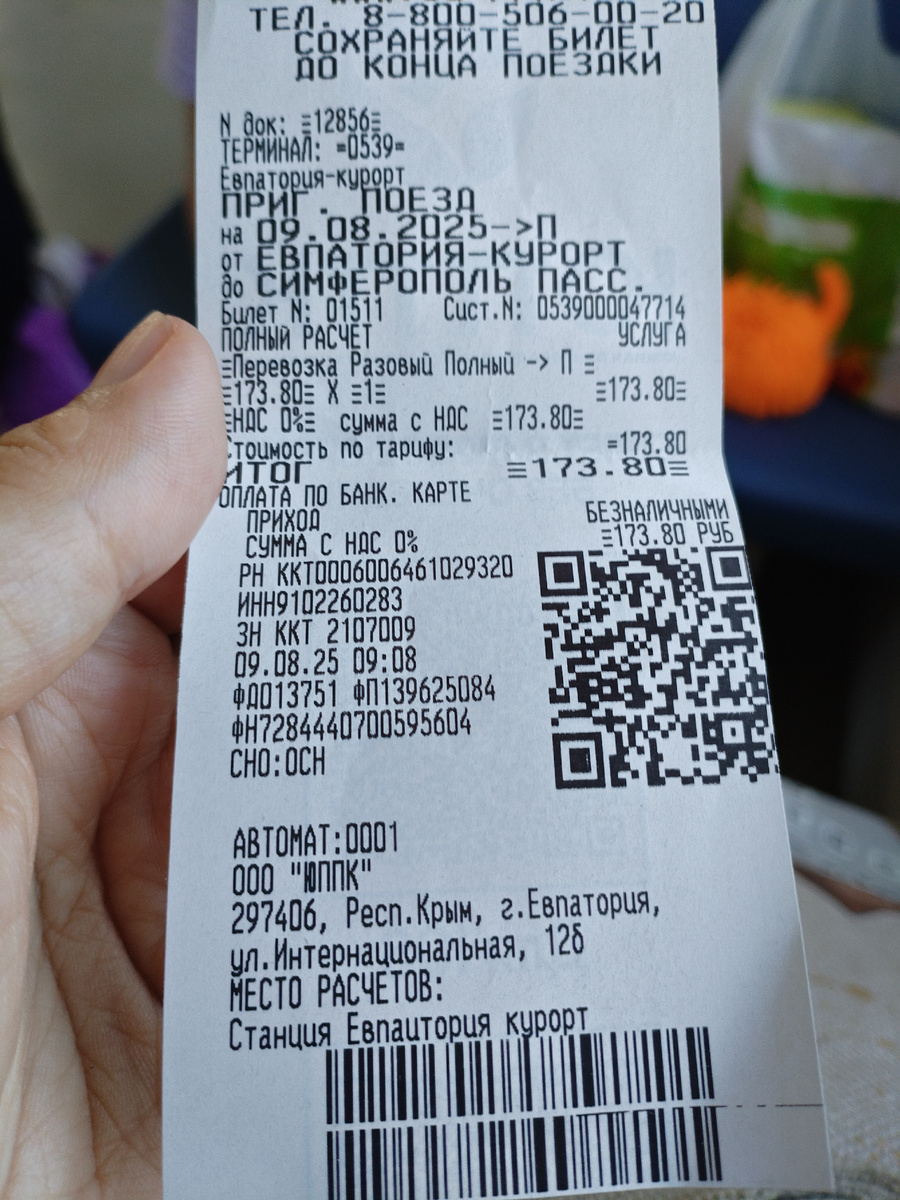 ТЕЛ. 8-800-506-00-20
СОХРАНЯЙТЕ БИЛЕТ
ДО КОНЦА ПОЕЗДКИ
N док: ≡12856≡
ТЕРМИНАЛ: =0539=
Евпатория-курорт
ПРИГ. ПОЕЗД
на 09.08.2025->П
от ЕВПАТОРИЯ-КУРОРТ
до СИМФЕРОПОЛЬ ПАСС.
Билет N: 01511 Сист.N: 0539000047714
ПОЛНЫЙ РАСЧЕТ УСЛУГА
≡Перевозка Разовый Полный -> П ≡
≡173.80≡ X ≡1≡ ≡173.80≡
≡НДС 0%≡ сумма с НДС ≡173.80≡
Стоимость по тарифу: =173.80
ИТОГ ≡173.80≡
ОПЛАТА ПО БАНК. КАРТЕ
БЕЗНАЛИЧНЫМИ
ПРИХОД
≡173.80 РУБ
СУММА С НДС 0%
РН ККТ0006006461029320
ИНН9102260283
ЗН ККТ 2107009
09.08.25 09:08
ФД013751 ФП139625084
ФН7284440700595604
СНО:ОСН
АВТОМАТ:0001
ООО "ЮППК"
297406, Респ.Крым, г.Евпатория,
ул.Интернациональная, 12б
МЕСТО РАСЧЕТОВ:
Станция Евпаитория курорт